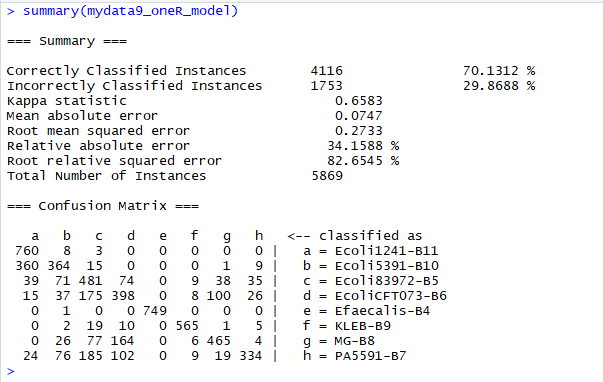 > summary(mydata9_oneR_model)
=== Summary ===
Correctly Classified Instances 4116 70.1312 %
Incorrectly Classified Instances 1753 29.8688 %
Kappa statistic 0.6583
Mean absolute error 0.0747
Root mean squared error 0.2733
Relative absolute error 34.1588 %
Root relative squared error 82.6545 %
Total Number of Instances 5869
=== Confusion Matrix ===
a b c d e f g h <-- classified as
760 8 3 0 0 0 0 0 | a = Ecoli1241-B11
360 364 15 0 0 0 1 9 | b = Ecoli5391-B10
39 71 481 74 0 9 38 35 | c = Ecoli83972-B5
15 37 175 398 0 8 100 26 | d = EcoliCFT073-B6
0 1 0 0 749 0 0 0 | e = Efaecalis-B4
0 2 19 10 0 565 1 5 | f = KLEB-B9
0 26 77 164 0 6 465 4 | g = MG-B8
24 76 185 102 0 9 19 334 | h = PA5591-B7
>